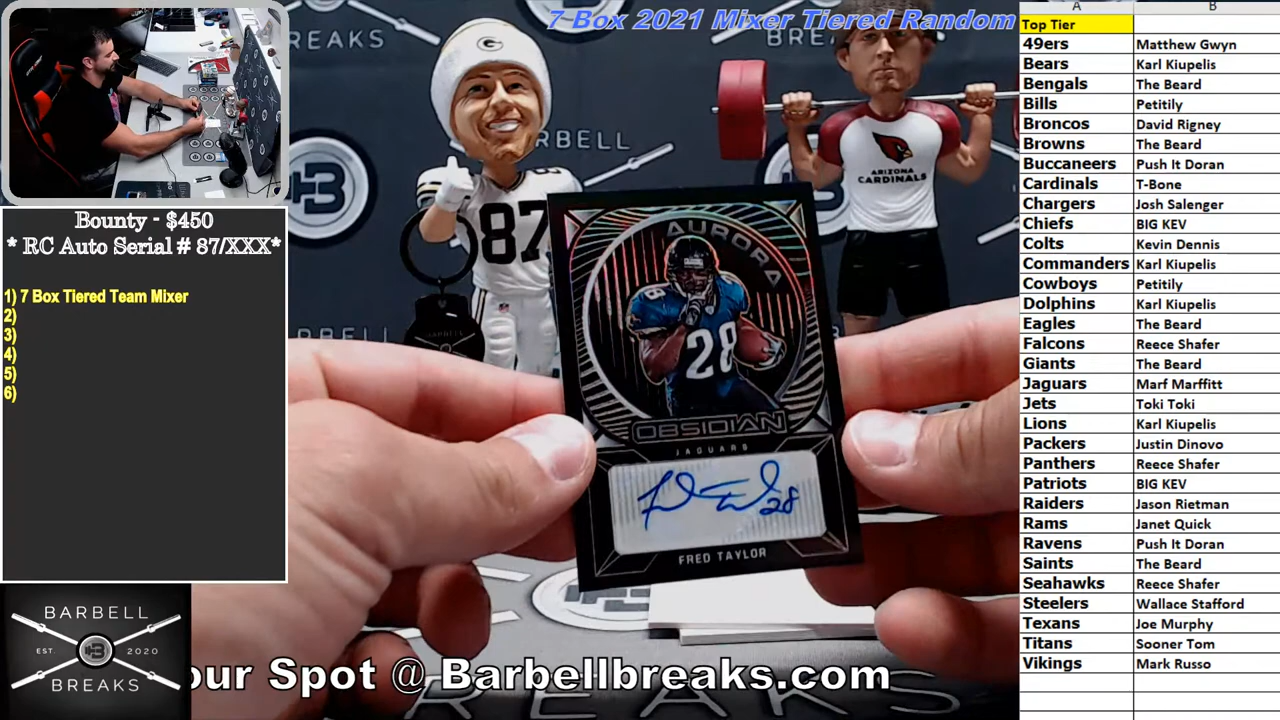 7 Box 2021 Mixer Tiered Random
Bounty - $450
* RC Auto Serial # 87/XXX*
1) 7 Box Tiered Team Mixer
2)
3)
4)
5)
6)
BARBELL
EST. B 2020
BREAKS
our Spot @ Barbellbreaks.com
BREAKS
BARBELL
BREAKS
G
87
ARIZONA
CARDINALS
AURORA
28
28
OBSIDIAN
JAGUARS
28
FRED TAYLOR
A B
Top Tier
49ers Matthew Gwyn
Bears Karl Kiupelis
Bengals The Beard
Bills Petitily
Broncos David Rigney
Browns The Beard
Buccaneers Push It Doran
Cardinals T-Bone
Chargers Josh Salenger
Chiefs BIG KEV
Colts Kevin Dennis
Commanders Karl Kiupelis
Cowboys Petitily
Dolphins Karl Kiupelis
Eagles The Beard
Falcons Reece Shafer
Giants The Beard
Jaguars Marf Marffitt
Jets Toki Toki
Lions Karl Kiupelis
Packers Justin Dinovo
Panthers Reece Shafer
Patriots BIG KEV
Raiders Jason Rietman
Rams Janet Quick
Ravens Push It Doran
Saints The Beard
Seahawks Reece Shafer
Steelers Wallace Stafford
Texans Joe Murphy
Titans Sooner Tom
Vikings Mark Russo